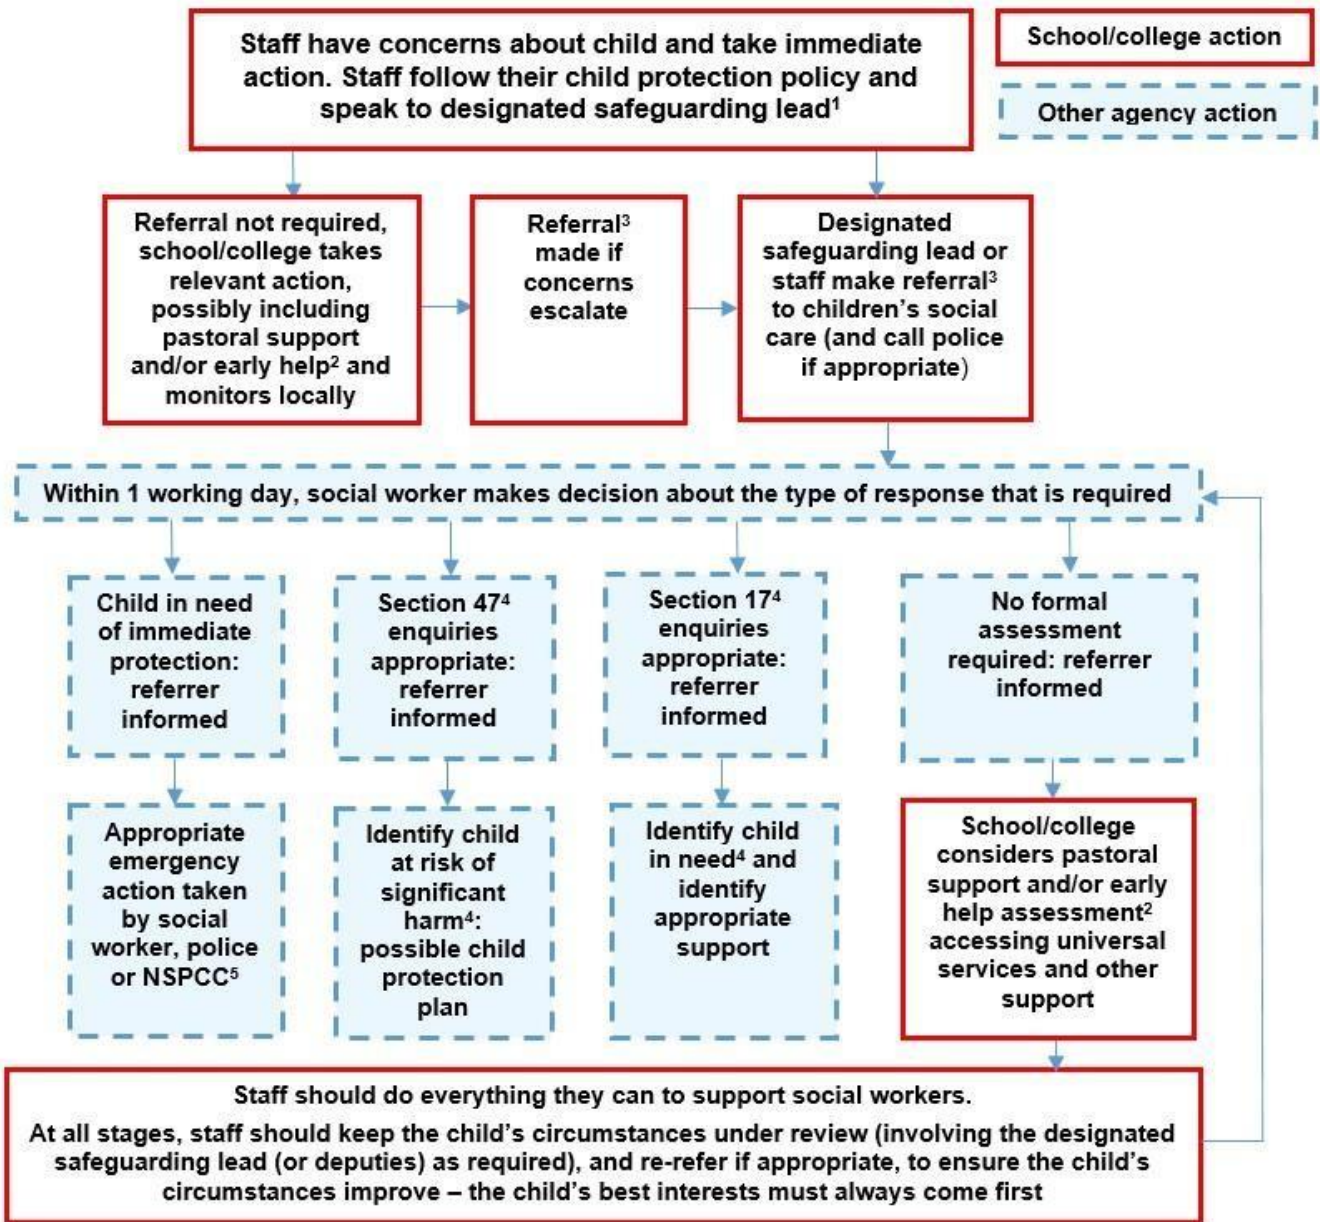 Staff have concerns about child and take immediate
action. Staff follow their child protection policy and
speak to designated safeguarding lead¹
School/college action
Other agency action
Referral not required,
school/college takes
relevant action,
possibly including
pastoral support
and/or early help² and
monitors locally
Referral³
made if
concerns
escalate
Designated
safeguarding lead or
staff make referral³
to children’s social
care (and call police
if appropriate)
Within 1 working day, social worker makes decision about the type of response that is required
Child in need
of immediate
protection:
referrer
informed
Section 47⁴
enquiries
appropriate:
referrer
informed
Section 17⁴
enquiries
appropriate:
referrer
informed
No formal
assessment
required: referrer
informed
Appropriate
emergency
action taken
by social
worker, police
or NSPCC⁵
Identify child
at risk of
significant
harm⁴:
possible child
protection
plan
Identify child
in need⁴ and
identify
appropriate
support
School/college
considers pastoral
support and/or early
help assessment²
accessing universal
services and other
support
Staff should do everything they can to support social workers.
At all stages, staff should keep the child’s circumstances under review (involving the designated
safeguarding lead (or deputies) as required), and re-refer if appropriate, to ensure the child’s
circumstances improve – the child’s best interests must always come first